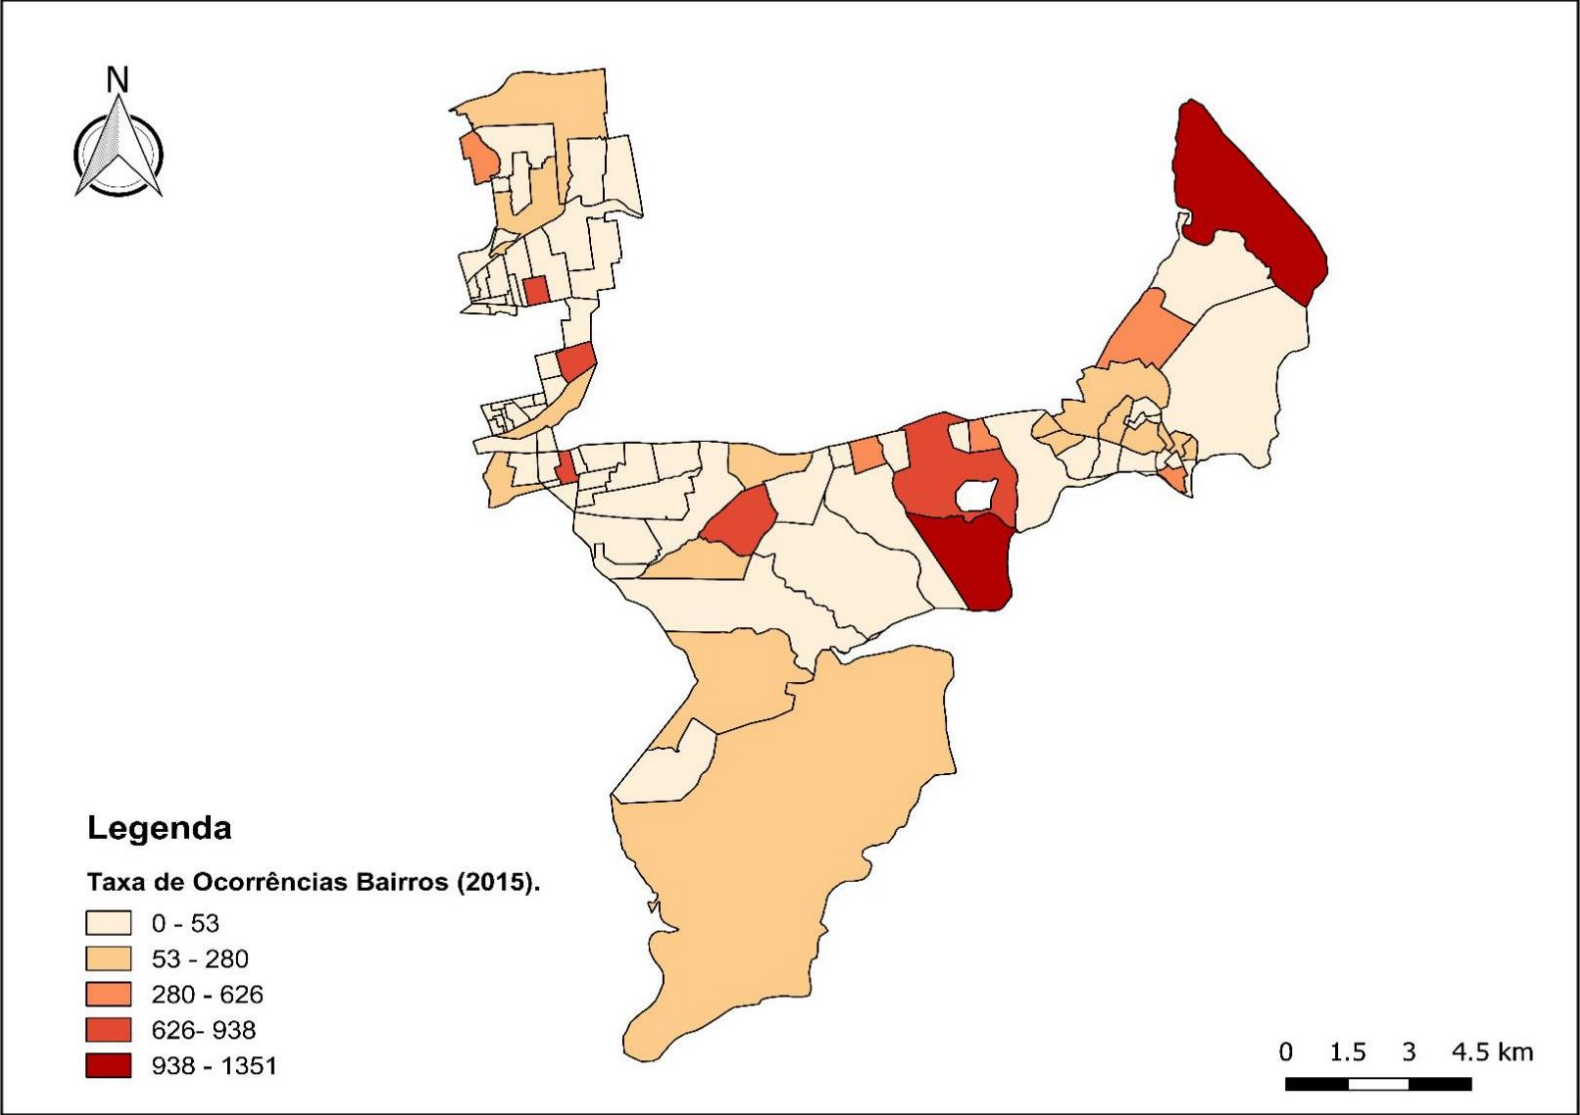 N
Legenda
Taxa de Ocorrências Bairros (2015).
0 - 53
53 - 280
280 - 626
626- 938
938 - 1351
0 1.5 3 4.5 km